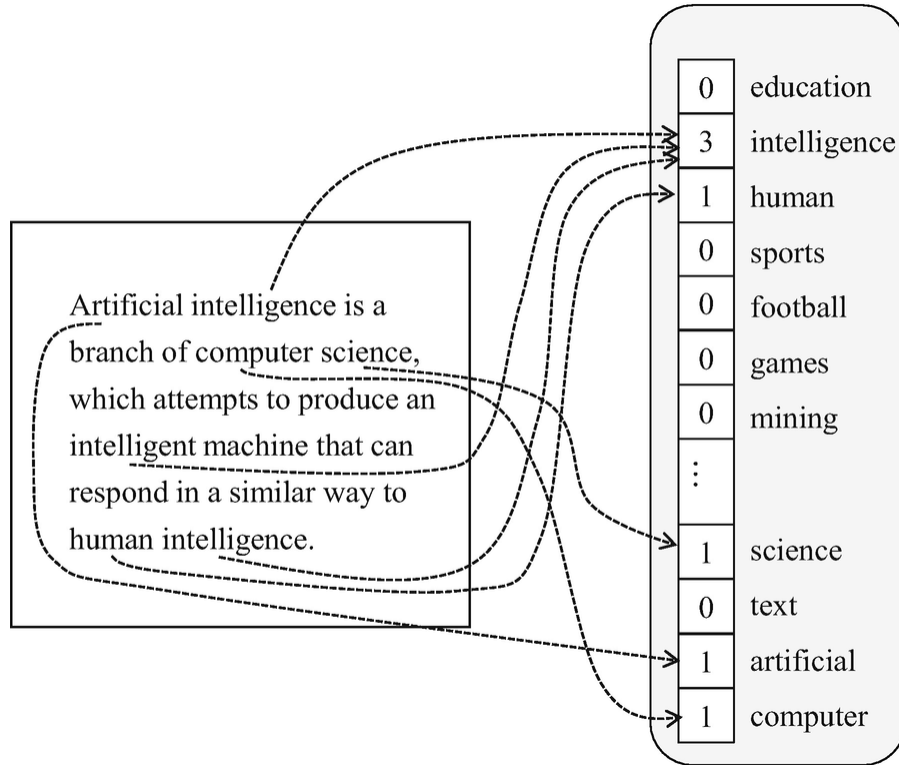 Artificial intelligence is a
branch of computer science,
which attempts to produce an
intelligent machine that can
respond in a similar way to
human intelligence.
0 education
3 intelligence
1 human
0 sports
0 football
0 games
0 mining
⋮
1 science
0 text
1 artificial
1 computer